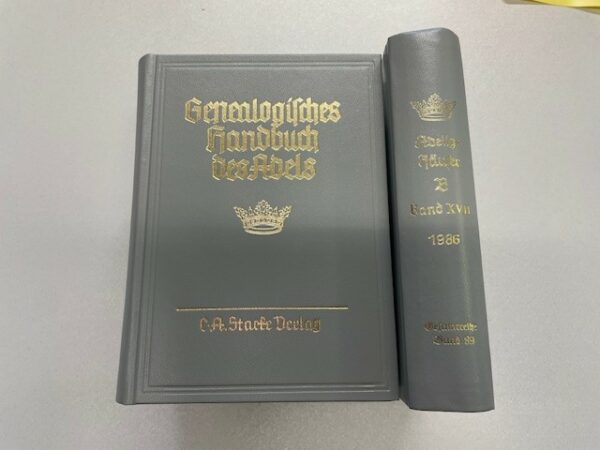 Genealogiſches
Handbuch
des Adels
C. A. Starke Verlag
Adelige
Häuſer
B
Band XVII
1986
Geſamtreihe
Band 89